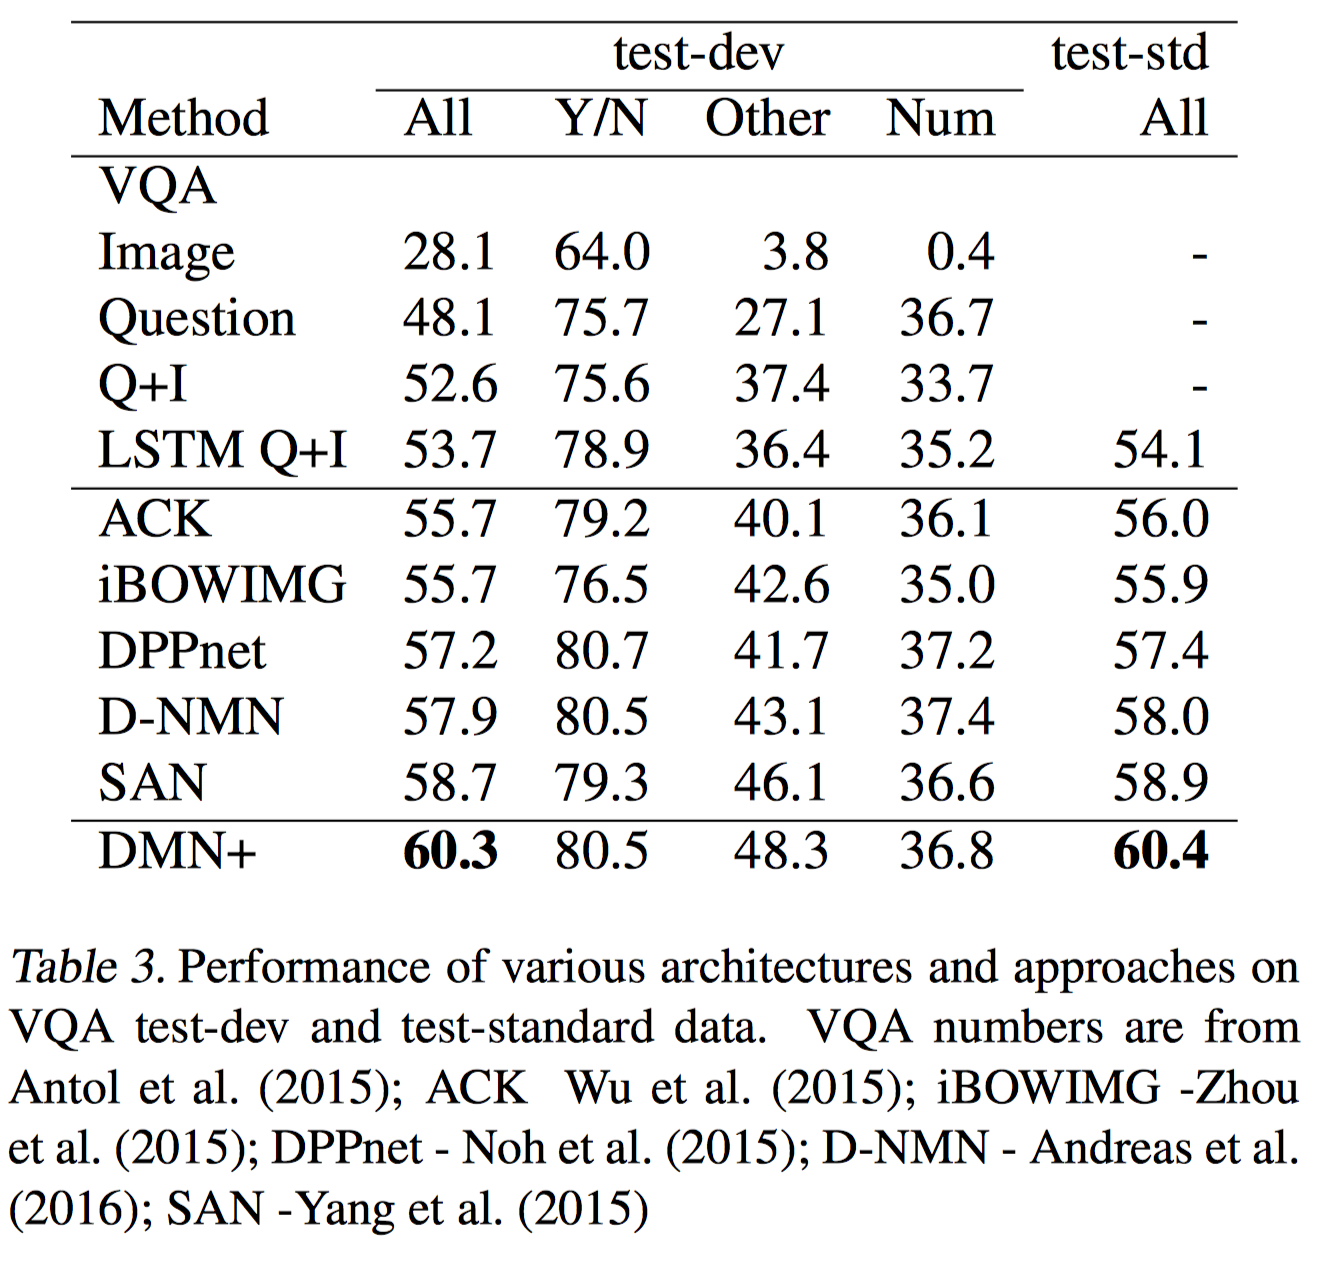 test-dev test-std
Method All Y/N Other Num All
VQA
Image 28.1 64.0 3.8 0.4 -
Question 48.1 75.7 27.1 36.7 -
Q+I 52.6 75.6 37.4 33.7 -
LSTM Q+I 53.7 78.9 36.4 35.2 54.1
ACK 55.7 79.2 40.1 36.1 56.0
iBOWIMG 55.7 76.5 42.6 35.0 55.9
DPPnet 57.2 80.7 41.7 37.2 57.4
D-NMN 57.9 80.5 43.1 37.4 58.0
SAN 58.7 79.3 46.1 36.6 58.9
DMN+ 60.3 80.5 48.3 36.8 60.4
Table 3. Performance of various architectures and approaches on
VQA test-dev and test-standard data. VQA numbers are from
Antol et al. (2015); ACK Wu et al. (2015); iBOWIMG -Zhou
et al. (2015); DPPnet - Noh et al. (2015); D-NMN - Andreas et al.
(2016); SAN -Yang et al. (2015)